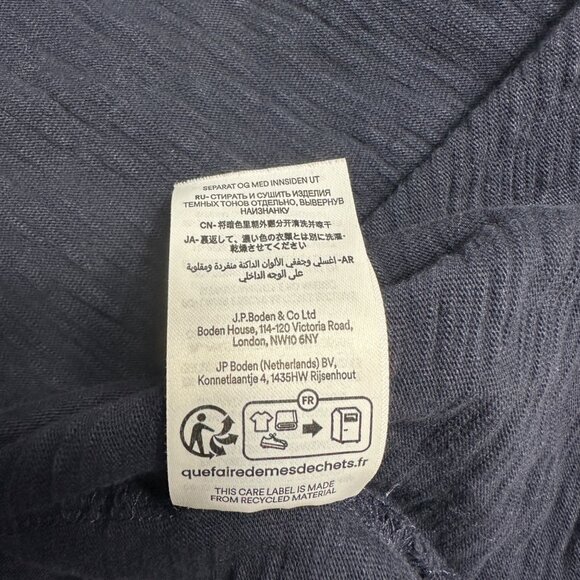 SEPARAT OG MED INNSIDEN UT
RU- СТИРАТЬ И СУШИТЬ ИЗДЕЛИЯ
ТЕМНЫХ ТОНОВ ОТДЕЛЬНО, ВЫВЕРНУВ
НАИЗНАНКУ
CN- 将暗色里朝外翻分开清洗并晾干
JA- 裏返して、濃い色の衣類とは別に洗濯・
乾燥させてください
AR- اغسلي وجففي الألوان الداكنة منفردة ومقلوبة
على الوجه الداخلي
J.P.Boden & Co Ltd
Boden House, 114-120 Victoria Road,
London, NW10 6NY
JP Boden (Netherlands) BV,
Konnetlaantje 4, 1435HW Rijsenhout
FR
quefairedemesdechets.fr
THIS CARE LABEL IS MADE
FROM RECYCLED MATERIAL